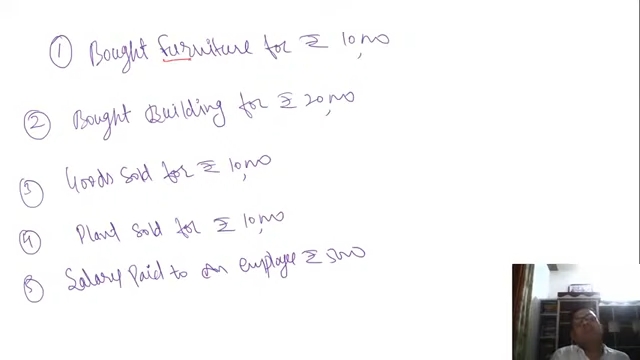 ① Bought furniture for ₹ 10,000
② Bought Building for ₹ 20,000
③ Goods sold for ₹ 10,000
④ Plant sold for ₹ 10,000
⑤ Salary Paid to an employee ₹ 5000